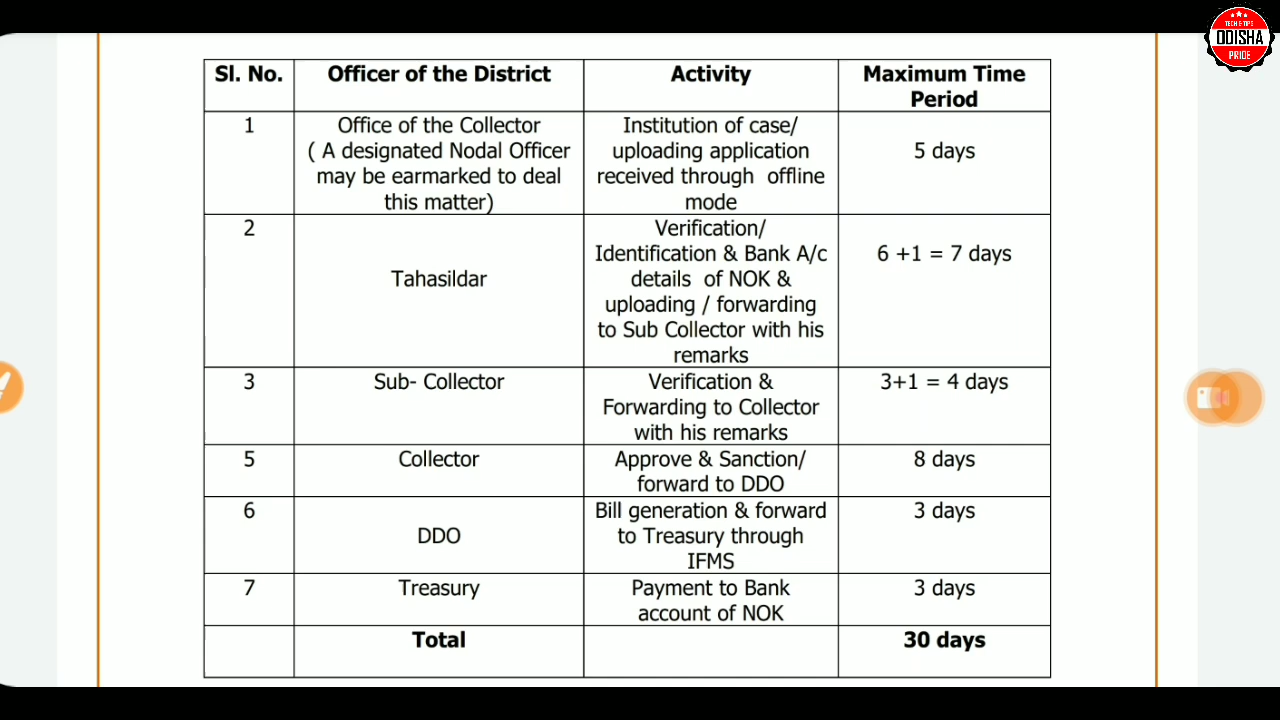 TECH & TIPS
ODISHA
PRIDE
Sl. No.
Officer of the District
Activity
Maximum Time
Period
1
Office of the Collector
( A designated Nodal Officer
may be earmarked to deal
this matter)
Institution of case/
uploading application
received through offline
mode
5 days
2
Tahasildar
Verification/
Identification & Bank A/c
details of NOK &
uploading / forwarding
to Sub Collector with his
remarks
6 +1 = 7 days
3
Sub- Collector
Verification &
Forwarding to Collector
with his remarks
3+1 = 4 days
5
Collector
Approve & Sanction/
forward to DDO
8 days
6
DDO
Bill generation & forward
to Treasury through
IFMS
3 days
7
Treasury
Payment to Bank
account of NOK
3 days
Total
30 days